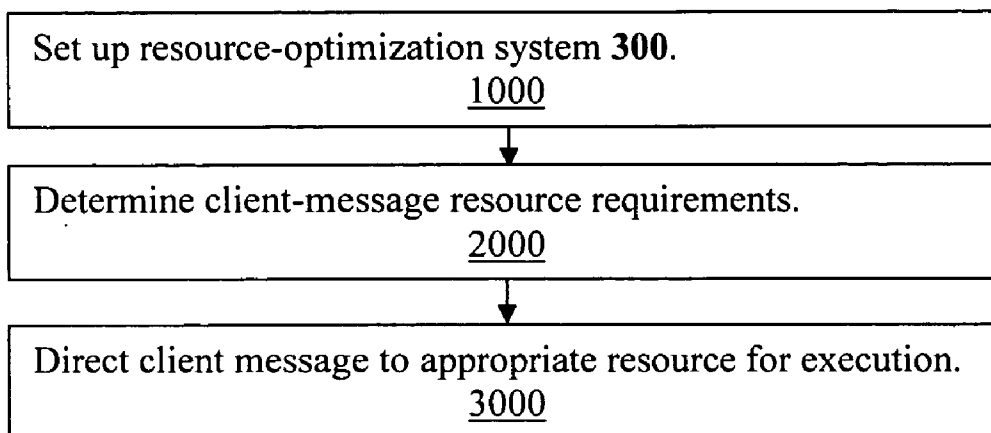 Set up resource-optimization system 300.
1000
Determine client-message resource requirements.
2000
Direct client message to appropriate resource for execution.
3000